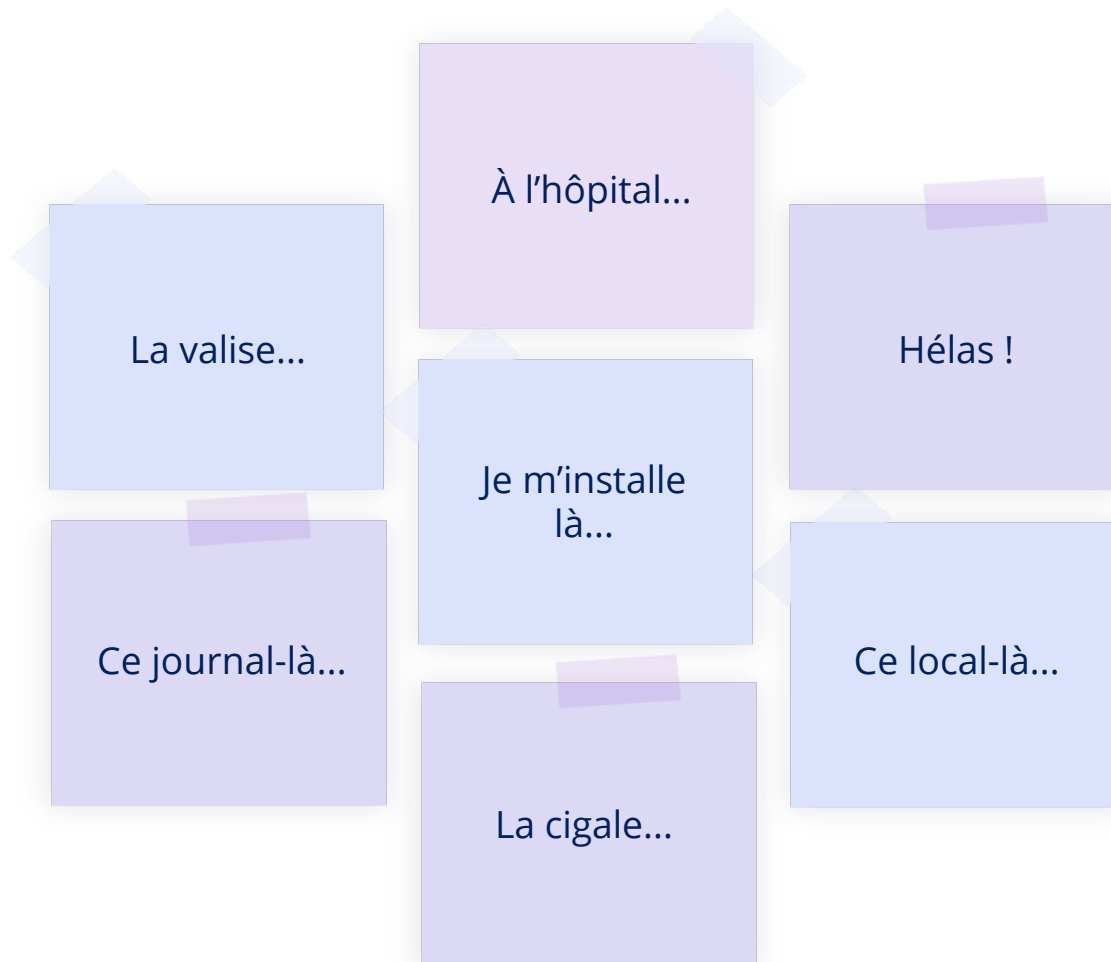 À l’hôpital...
La valise...
Hélas !
Je m’installe
là...
Ce journal-là...
Ce local-là...
La cigale...